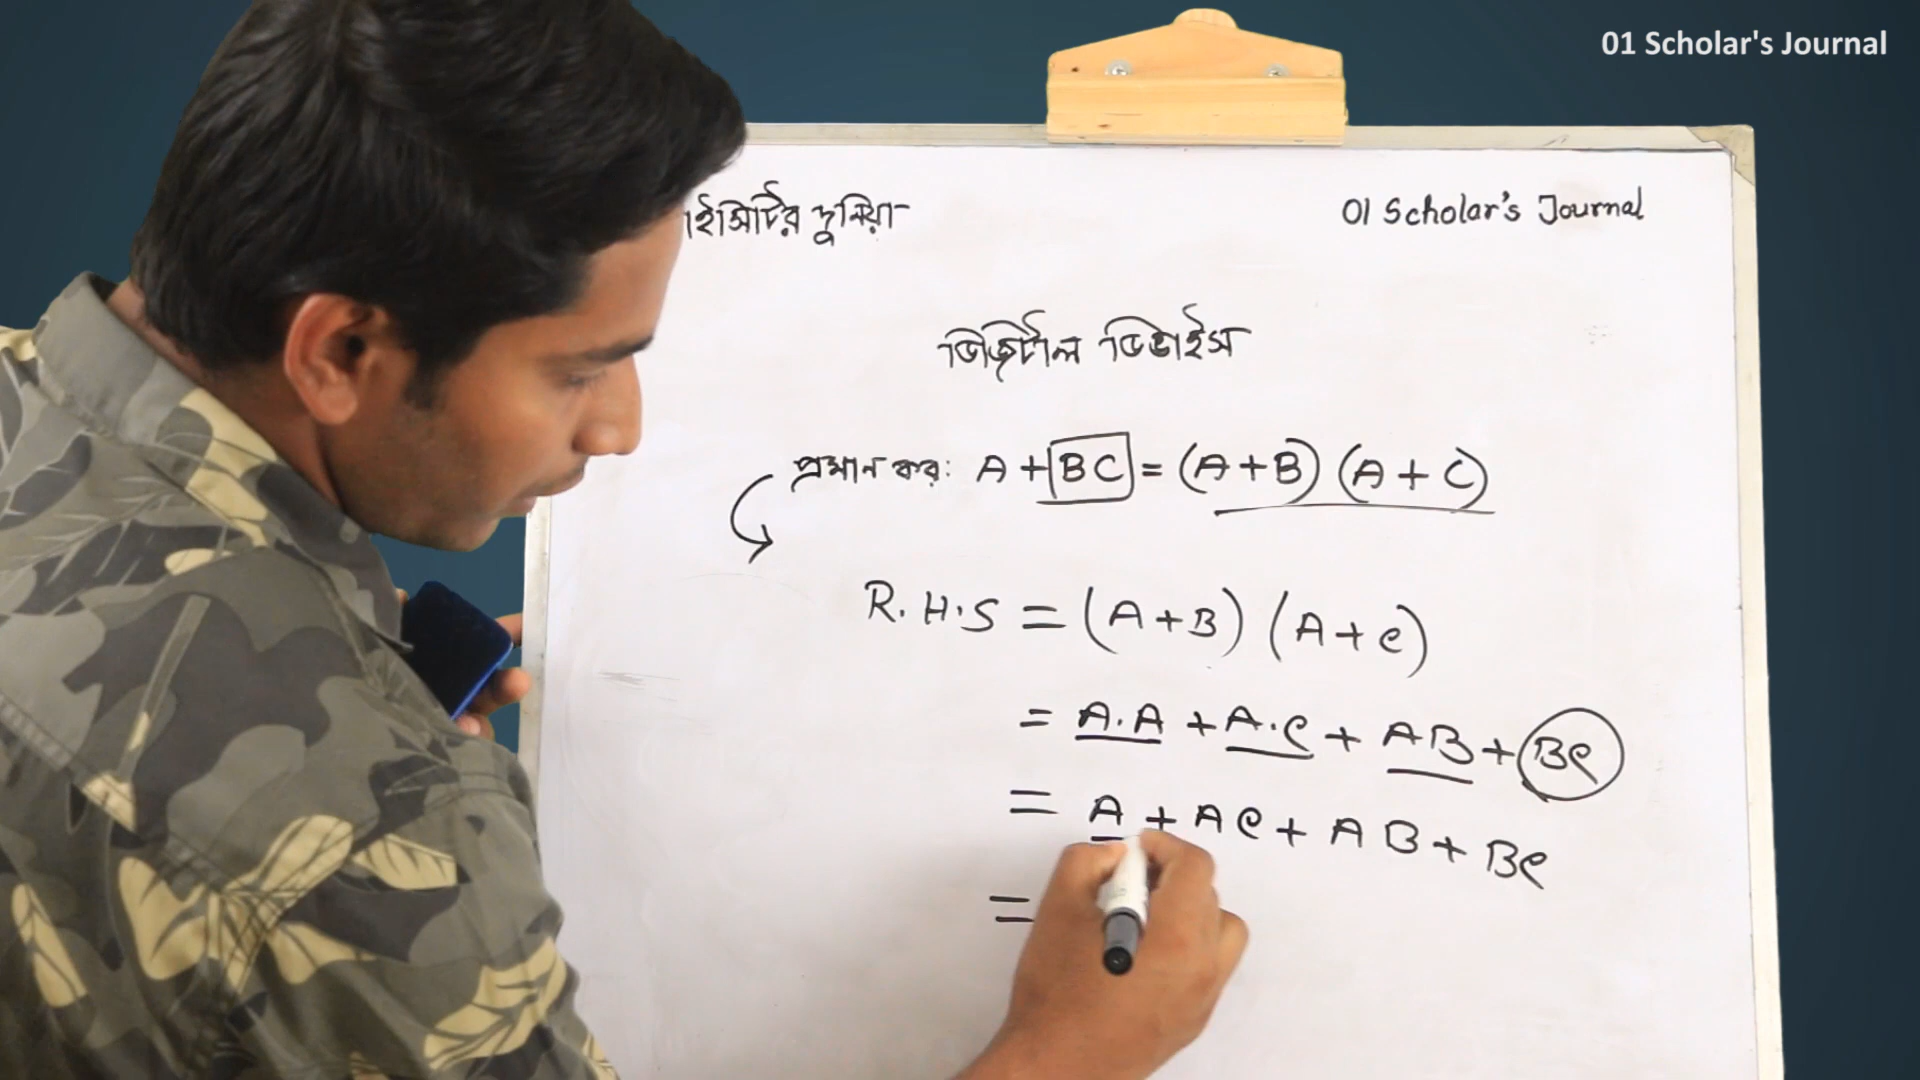 01 Scholar's Journal
াইসিটির দুনিয়া
01 Scholar's Journal
ডিজিটাল ডিভাইস
প্রমান কর: A + BC = (A+B) (A+C)
R.H.S = (A+B) (A+C)
= A.A + A.C + AB + BC
= A + AC + AB + BC
=